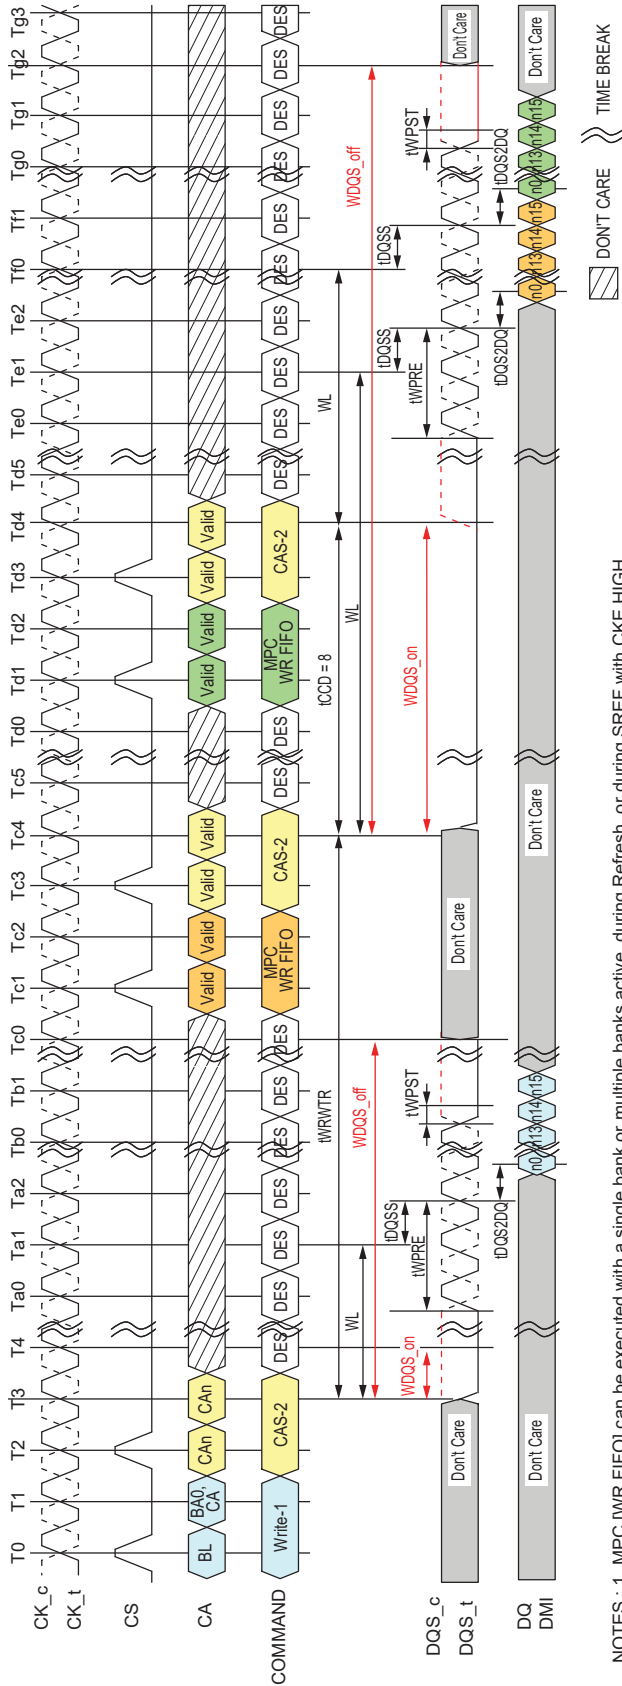 T0 T1 T2 T3 T4 Ta0 Ta1 Ta2 Tb0 Tb1 Tc0 Tc1 Tc2 Tc3 Tc4 Tc5 Td0 Td1 Td2 Td3 Td4 Td5 Te0 Te1 Te2 Tf0 Tf1 Tg0 Tg1 Tg2 Tg3
CK_c
CK_t
CS
CA BL BA0, CA CAn CAn Valid Valid Valid Valid Valid Valid Valid Valid
COMMAND Write-1 CAS-2 DES DES DES DES DES DES DES MPC WR FIFO CAS-2 DES DES MPC WR FIFO CAS-2 DES DES DES DES DES DES DES DES DES DES
tWRWTR tCCD = 8 WL
WL WL
WDQS_off WDQS_off
tDQSS tDQSS tDQSS
WDQS_on tWPRE tWPST WDQS_on tWPRE tWPST
DQS_c
DQS_t
Don't Care Don't Care Don't Care
tDQS2DQ tDQS2DQ tDQS2DQ
DQ
DMI
Don't Care n0 n13 n14 n15 Don't Care n0 n13 n14 n15 n0 n13 n14 n15 Don't Care
DON'T CARE TIME BREAK
NOTES : 1. MPC [WR FIFO] can be executed with a single bank or multiple banks active, during Refresh, or during SREF with CKE HIGH.